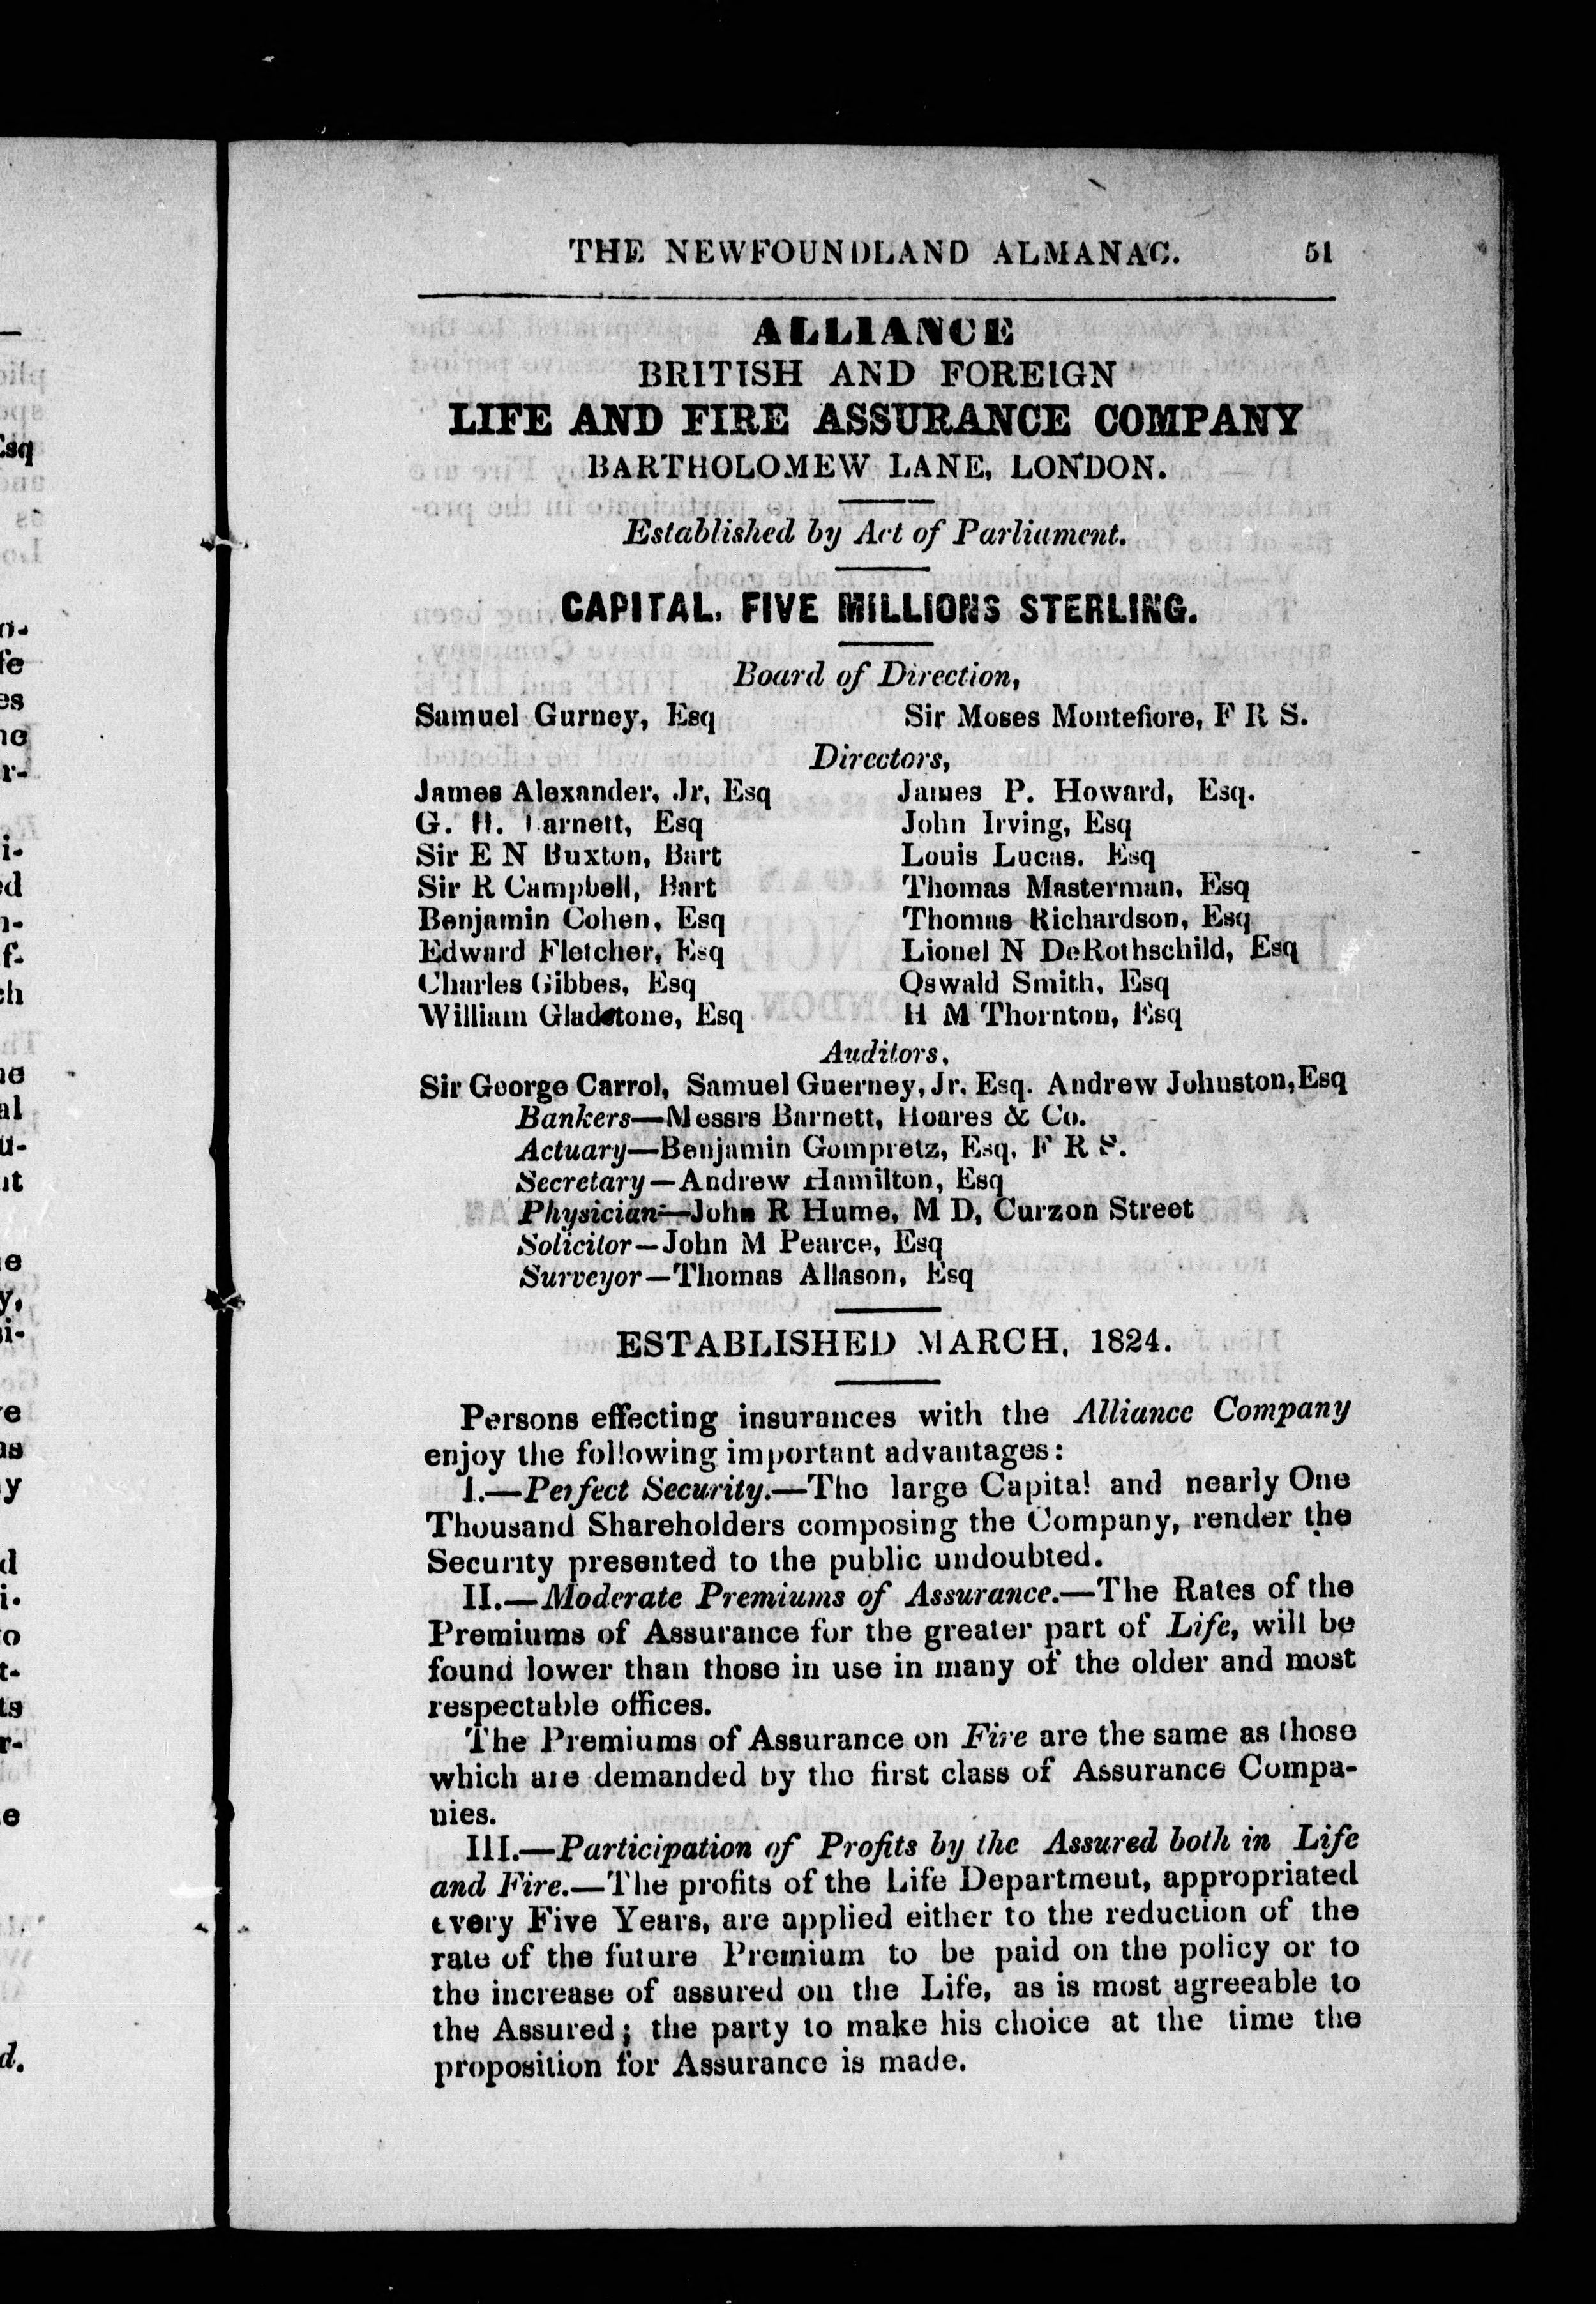 THE NEWFOUNDLAND ALMANAC. 51
ALLIANCE
BRITISH AND FOREIGN
LIFE AND FIRE ASSURANCE COMPANY
BARTHOLOMEW LANE, LONDON.
Established by Act of Parliament.
CAPITAL, FIVE MILLIONS STERLING.
Board of Direction,
Samuel Gurney, Esq Sir Moses Montefiore, F R S.
Directors,
James Alexander, Jr, Esq James P. Howard, Esq.
G. H. Barnett, Esq John Irving, Esq
Sir E N Buxton, Bart Louis Lucas. Esq
Sir R Campbell, Bart Thomas Masterman, Esq
Benjamin Cohen, Esq Thomas Richardson, Esq
Edward Fletcher, Esq Lionel N DeRothschild, Esq
Charles Gibbes, Esq Oswald Smith, Esq
William Gladstone, Esq H M Thornton, Esq
Auditors,
Sir George Carrol, Samuel Guerney, Jr. Esq. Andrew Johnston, Esq
Bankers—Messrs Barnett, Hoares & Co.
Actuary—Benjamin Gompretz, Esq, F R S.
Secretary—Andrew Hamilton, Esq
Physician—John R Hume, M D, Curzon Street
Solicitor—John M Pearce, Esq
Surveyor—Thomas Allason, Esq
ESTABLISHED MARCH, 1824.
Persons effecting insurances with the Alliance Company
enjoy the following important advantages:
I.—Perfect Security.—The large Capital and nearly One
Thousand Shareholders composing the Company, render the
Security presented to the public undoubted.
II.—Moderate Premiums of Assurance.—The Rates of the
Premiums of Assurance for the greater part of Life, will be
found lower than those in use in many of the older and most
respectable offices.
The Premiums of Assurance on Fire are the same as those
which are demanded by the first class of Assurance Compa-
nies.
III.—Participation of Profits by the Assured both in Life
and Fire.—The profits of the Life Department, appropriated
every Five Years, are applied either to the reduction of the
rate of the future Premium to be paid on the policy or to
the increase of assured on the Life, as is most agreeable to
the Assured; the party to make his choice at the time the
proposition for Assurance is made.